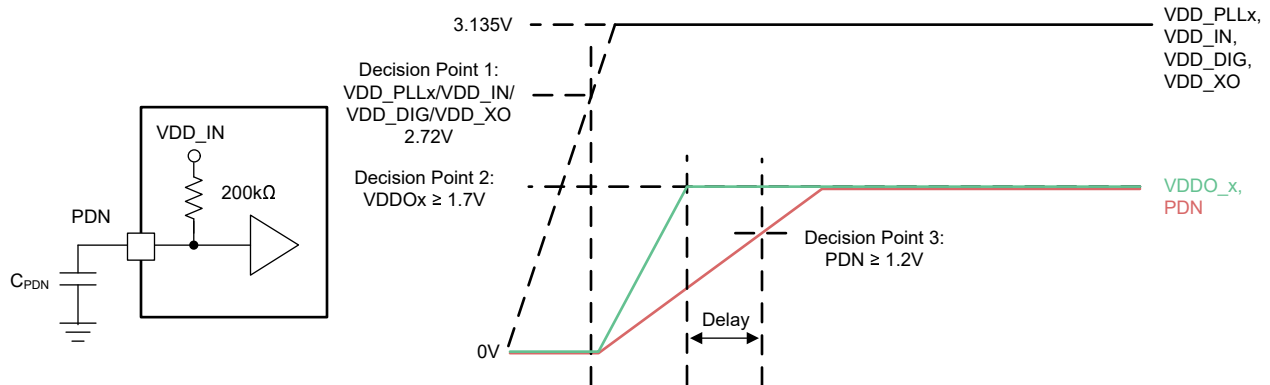 VDD_IN
200kΩ
PDN
CPDN
3.135V
Decision Point 1:
VDD_PLLx/VDD_IN/
VDD_DIG/VDD_XO
2.72V
Decision Point 2:
VDDOx ≥ 1.7V
0V
Decision Point 3:
PDN ≥ 1.2V
Delay
VDD_PLLx,
VDD_IN,
VDD_DIG,
VDD_XO
VDDO_x,
PDN